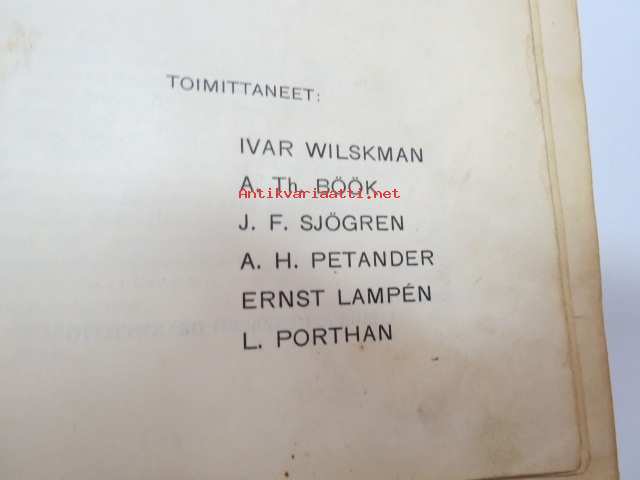 TOIMITTANEET:
IVAR WILSKMAN
A. Th. BÖÖK
Antikvariaatti.net
J. F. SJÖGREN
A. H. PETANDER
ERNST LAMPÉN
L. PORTHAN